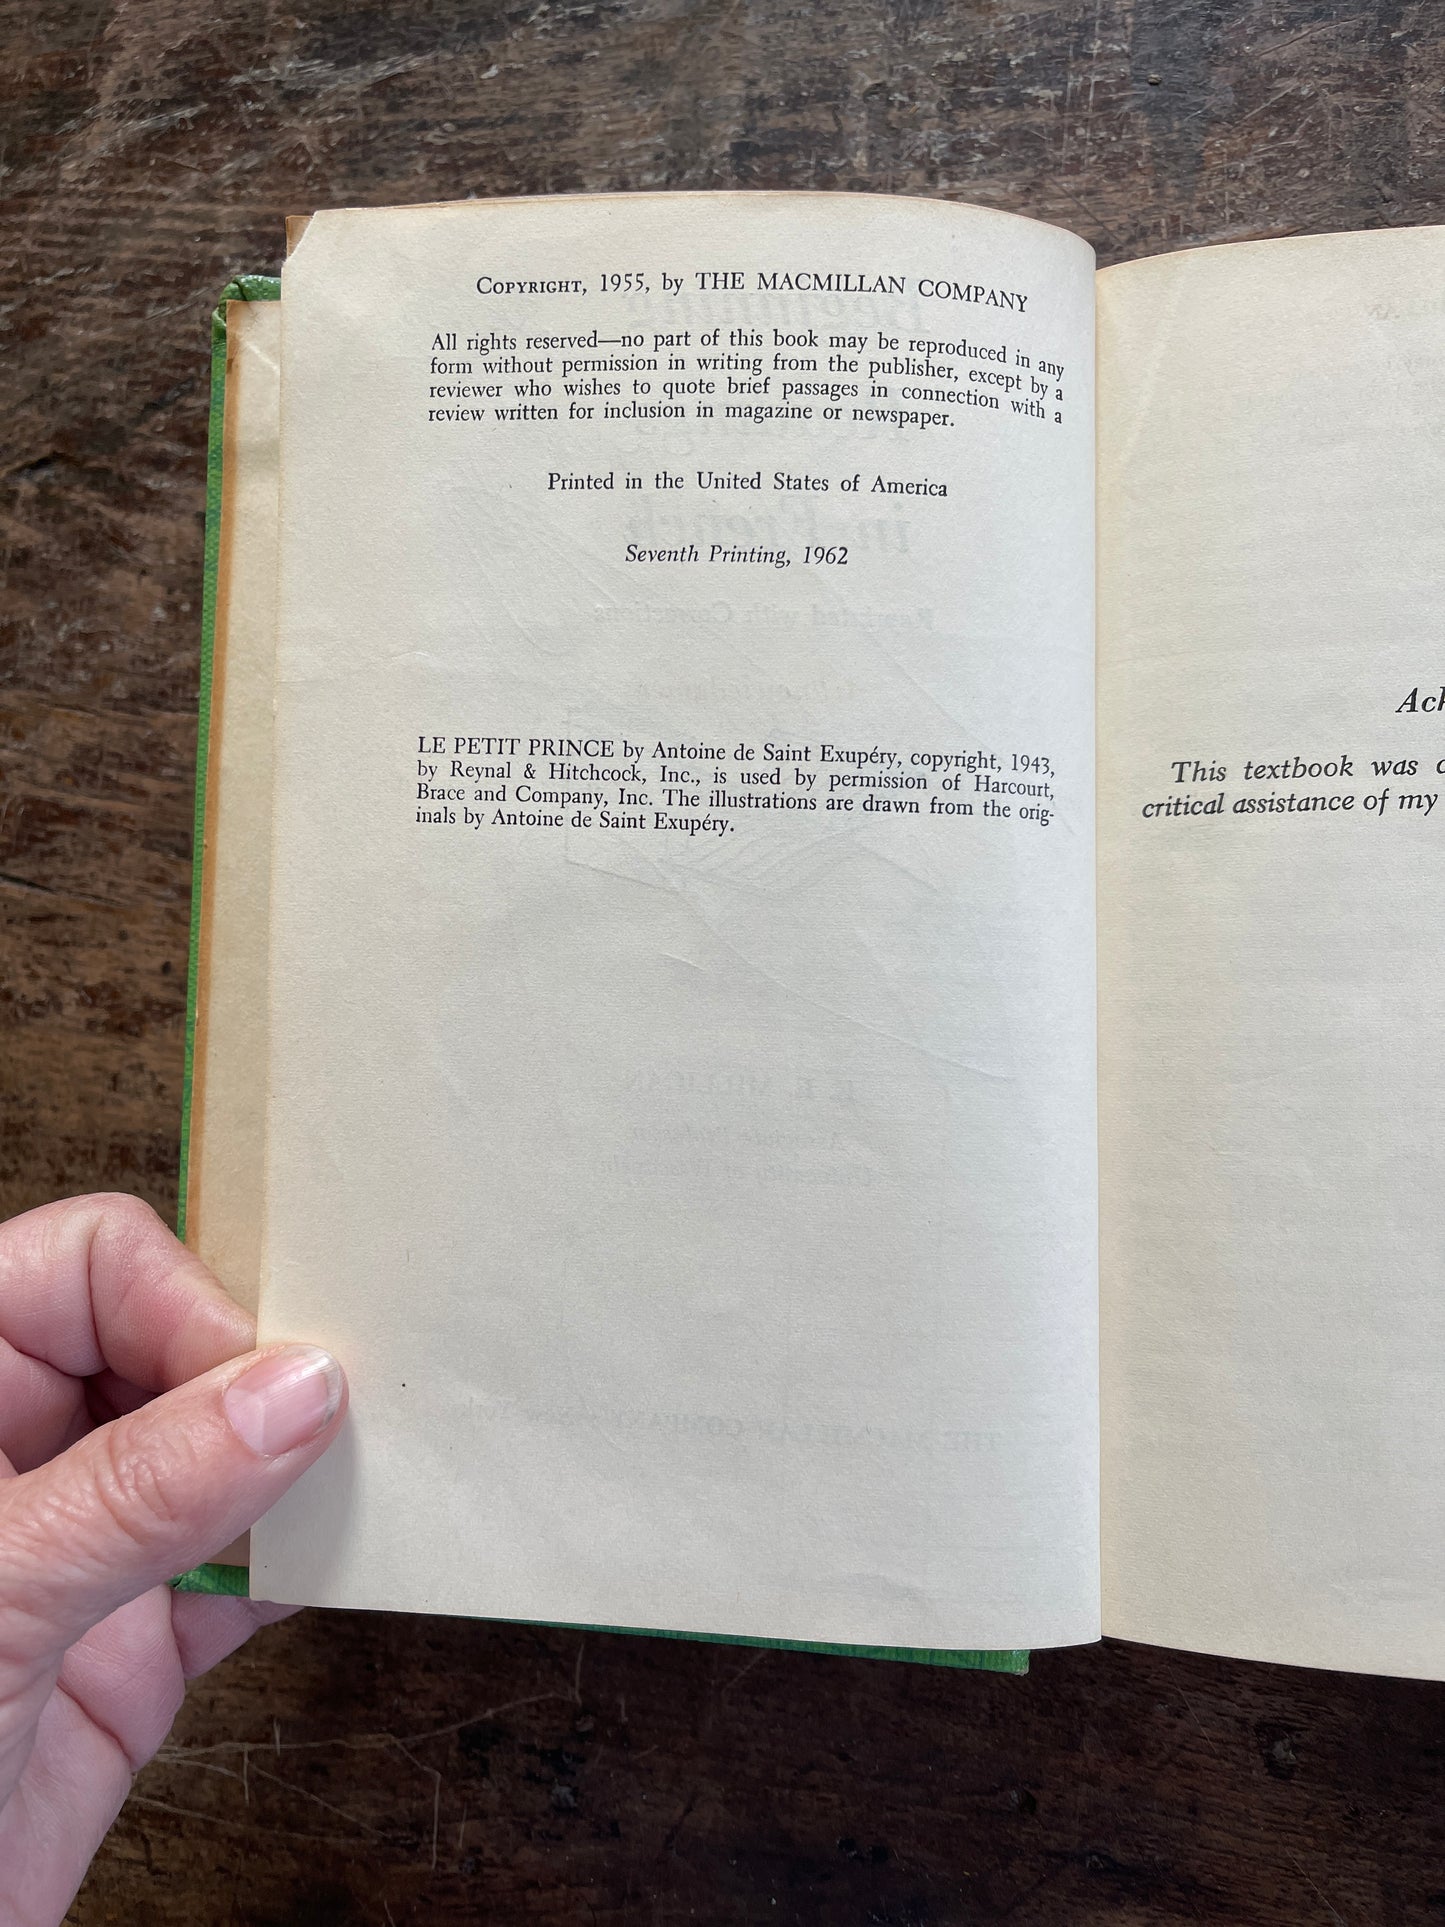 COPYRIGHT, 1955, by THE MACMILLAN COMPANY
All rights reserved—no part of this book may be reproduced in any
form without permission in writing from the publisher, except by a
reviewer who wishes to quote brief passages in connection with a
review written for inclusion in magazine or newspaper.
Printed in the United States of America
Seventh Printing, 1962
LE PETIT PRINCE by Antoine de Saint Exupéry, copyright, 1943,
by Reynal & Hitchcock, Inc., is used by permission of Harcourt,
Brace and Company, Inc. The illustrations are drawn from the orig-
inals by Antoine de Saint Exupéry.
This textbook was
critical assistance of my